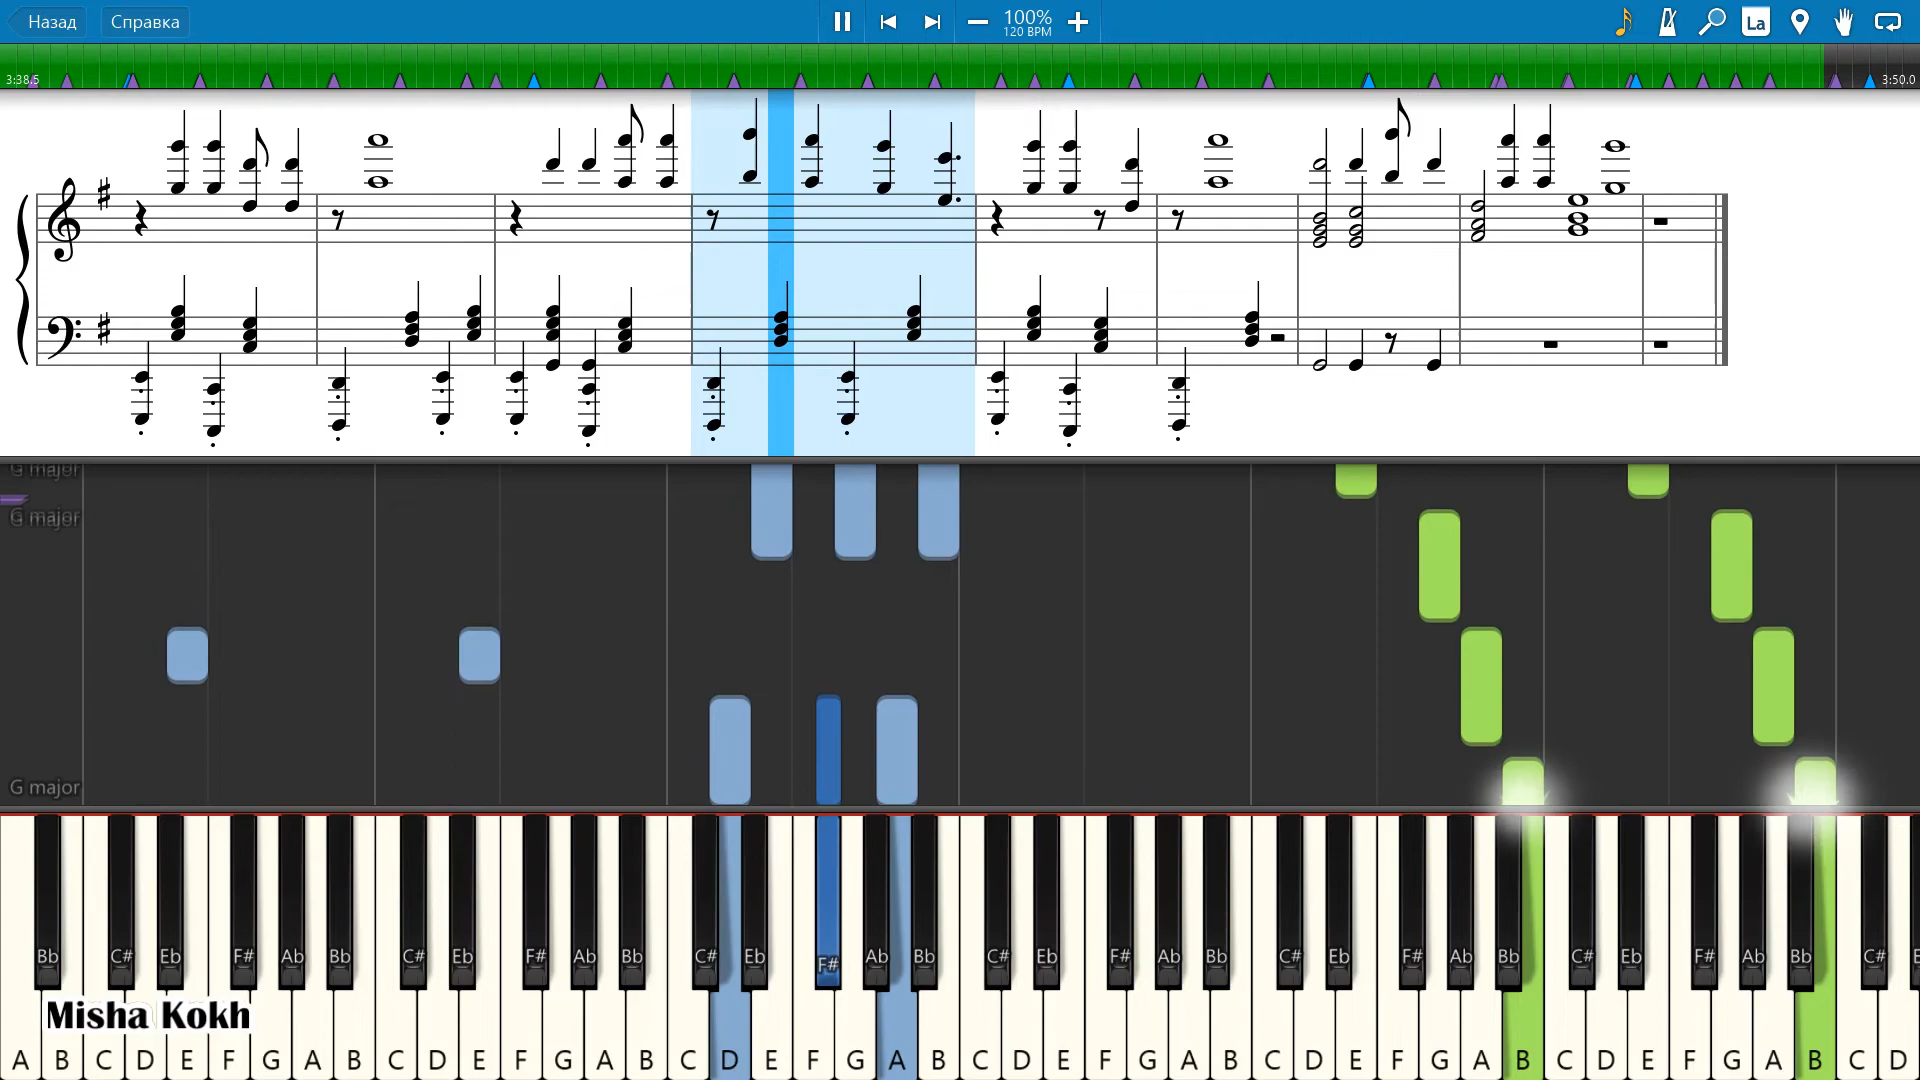 Назад Справка 100% La
120 BPM
3:38.5 3:50.0
G major
G major
G major
Bb C# Eb F# Ab Bb C# Eb F# Ab Bb C# Eb F# Ab Bb C# Eb F# Ab Bb C# Eb F# Ab Bb C# Eb F# Ab Bb C#
Misha Kokh
A B C D E F G A B C D E F G A B C D E F G A B C D E F G A B C D E F G A B C D E F G A B C D